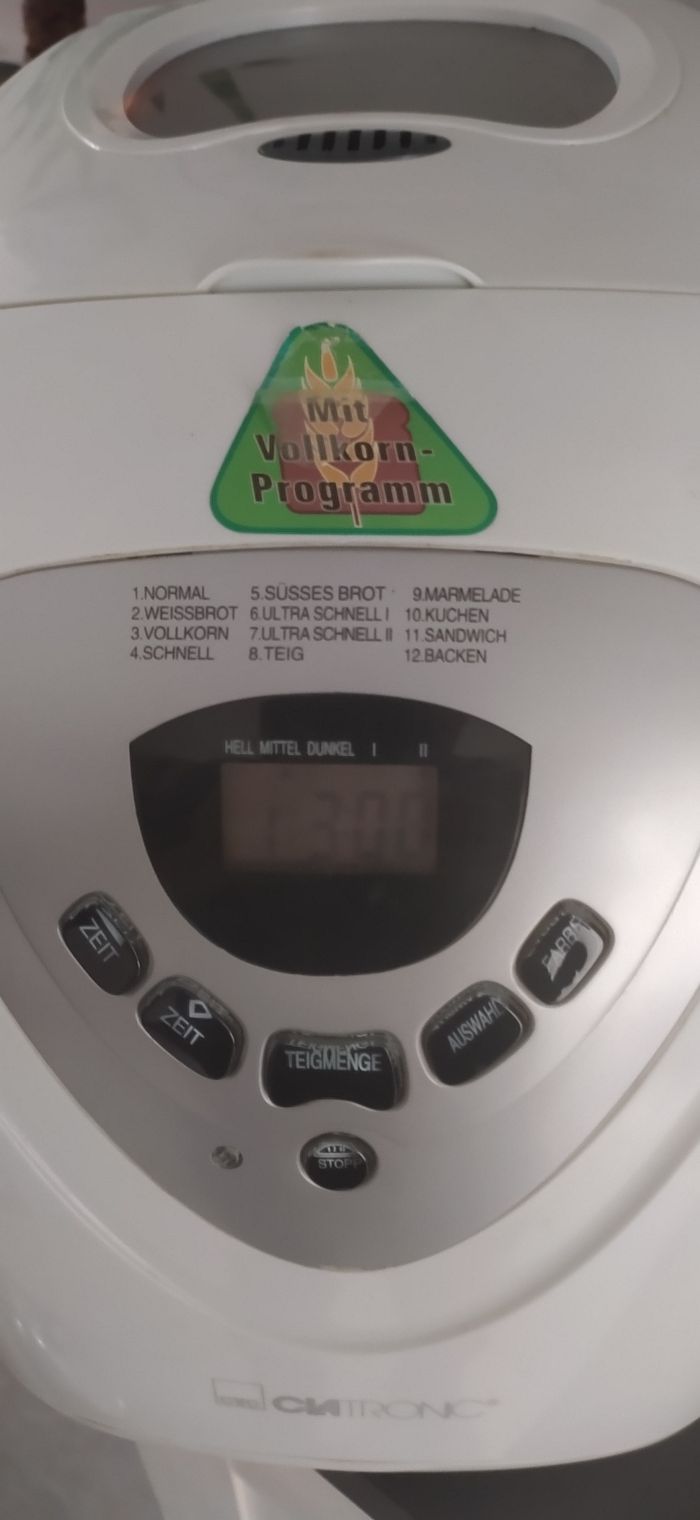 Mit
Vollkorn-
Programm
1.NORMAL 5.SÜSSES BROT 9.MARMELADE
2.WEISSBROT 6.ULTRA SCHNELL I 10.KUCHEN
3.VOLLKORN 7.ULTRA SCHNELL II 11.SANDWICH
4.SCHNELL 8.TEIG 12.BACKEN
HELL MITTEL DUNKEL I II
1 3:00
ZEIT
ZEIT
TEIGMENGE
AUSWAHL
FARBE
STOPP
CLATRONIC